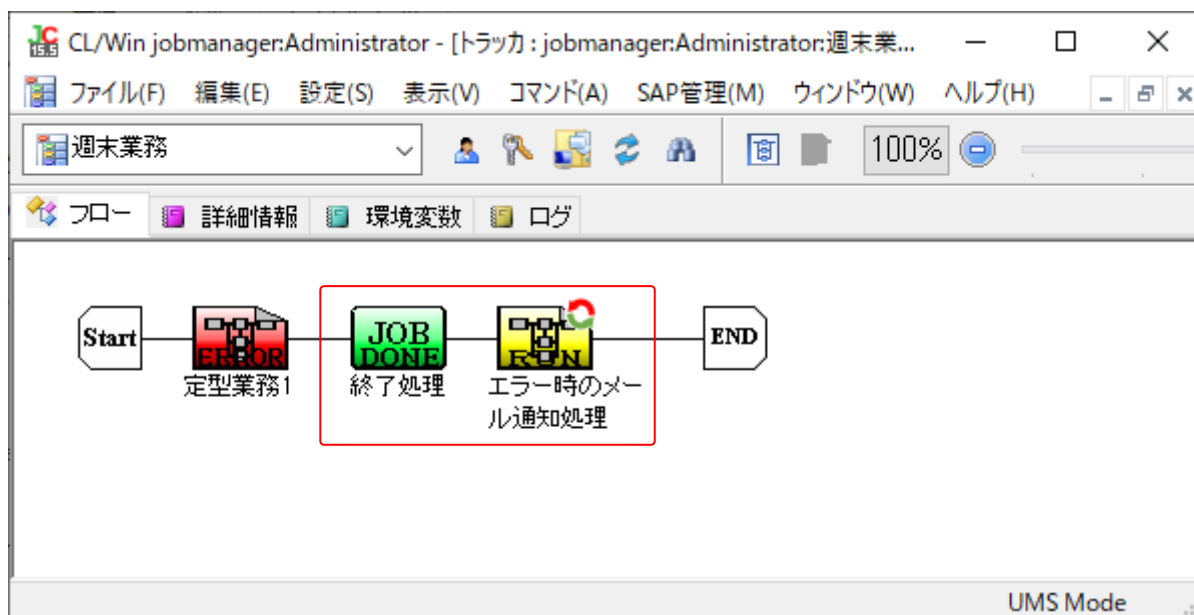 JC
15.5
CL/Win jobmanager:Administrator - [トラッカ : jobmanager:Administrator:週末業...
ファイル(F) 編集(E) 設定(S) 表示(V) コマンド(A) SAP管理(M) ウィンドウ(W) ヘルプ(H)
週末業務 100%
フロー 詳細情報 環境変数 ログ
Start ERROR JOB DONE RUN END
定型業務1 終了処理 エラー時のメー
ル通知処理
UMS Mode